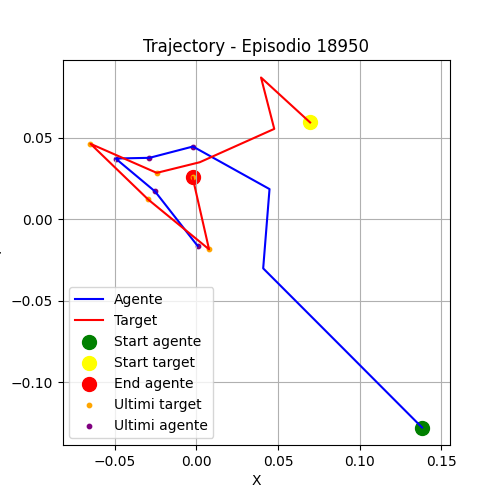 Trajectory - Episodio 18950
0.05
0.00
−0.05
−0.10
Agente
Target
Start agente
Start target
End agente
Ultimi target
Ultimi agente
−0.05
0.00
0.05
0.10
0.15
X